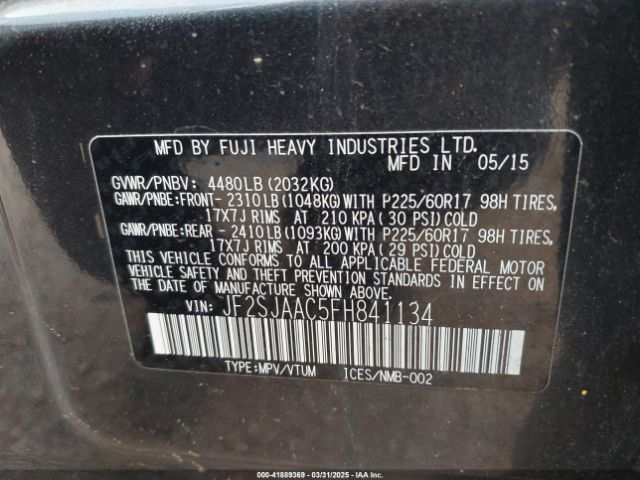 MFD BY FUJI HEAVY INDUSTRIES LTD.
MFD IN 05/15
GVWR/PNBV: 4480LB(2032KG)
GAWR/PNBE:FRONT- 2310LB(1048KG)WITH P225/60R17 98H TIRES,
17X7J RIMS AT 210 KPA(30 PSI)COLD
GAWR/PNBE:REAR - 2410LB(1093KG)WITH P225/60R17 98H TIRES,
17X7J RIMS AT 200 KPA(29 PSI)COLD
THIS VEHICLE CONFORMS TO ALL APPLICABLE FEDERAL MOTOR
VEHICLE SAFETY AND THEFT PREVENTION STANDARDS IN EFFECT ON
THE DATE OF MANUFACTURE SHOWN ABOVE.
VIN: JF2SJAAC5FH841134
TYPE:MPV/VTUM ICES/NMB-002
000-41889369 - 03/31/2025 - IAAI.COM